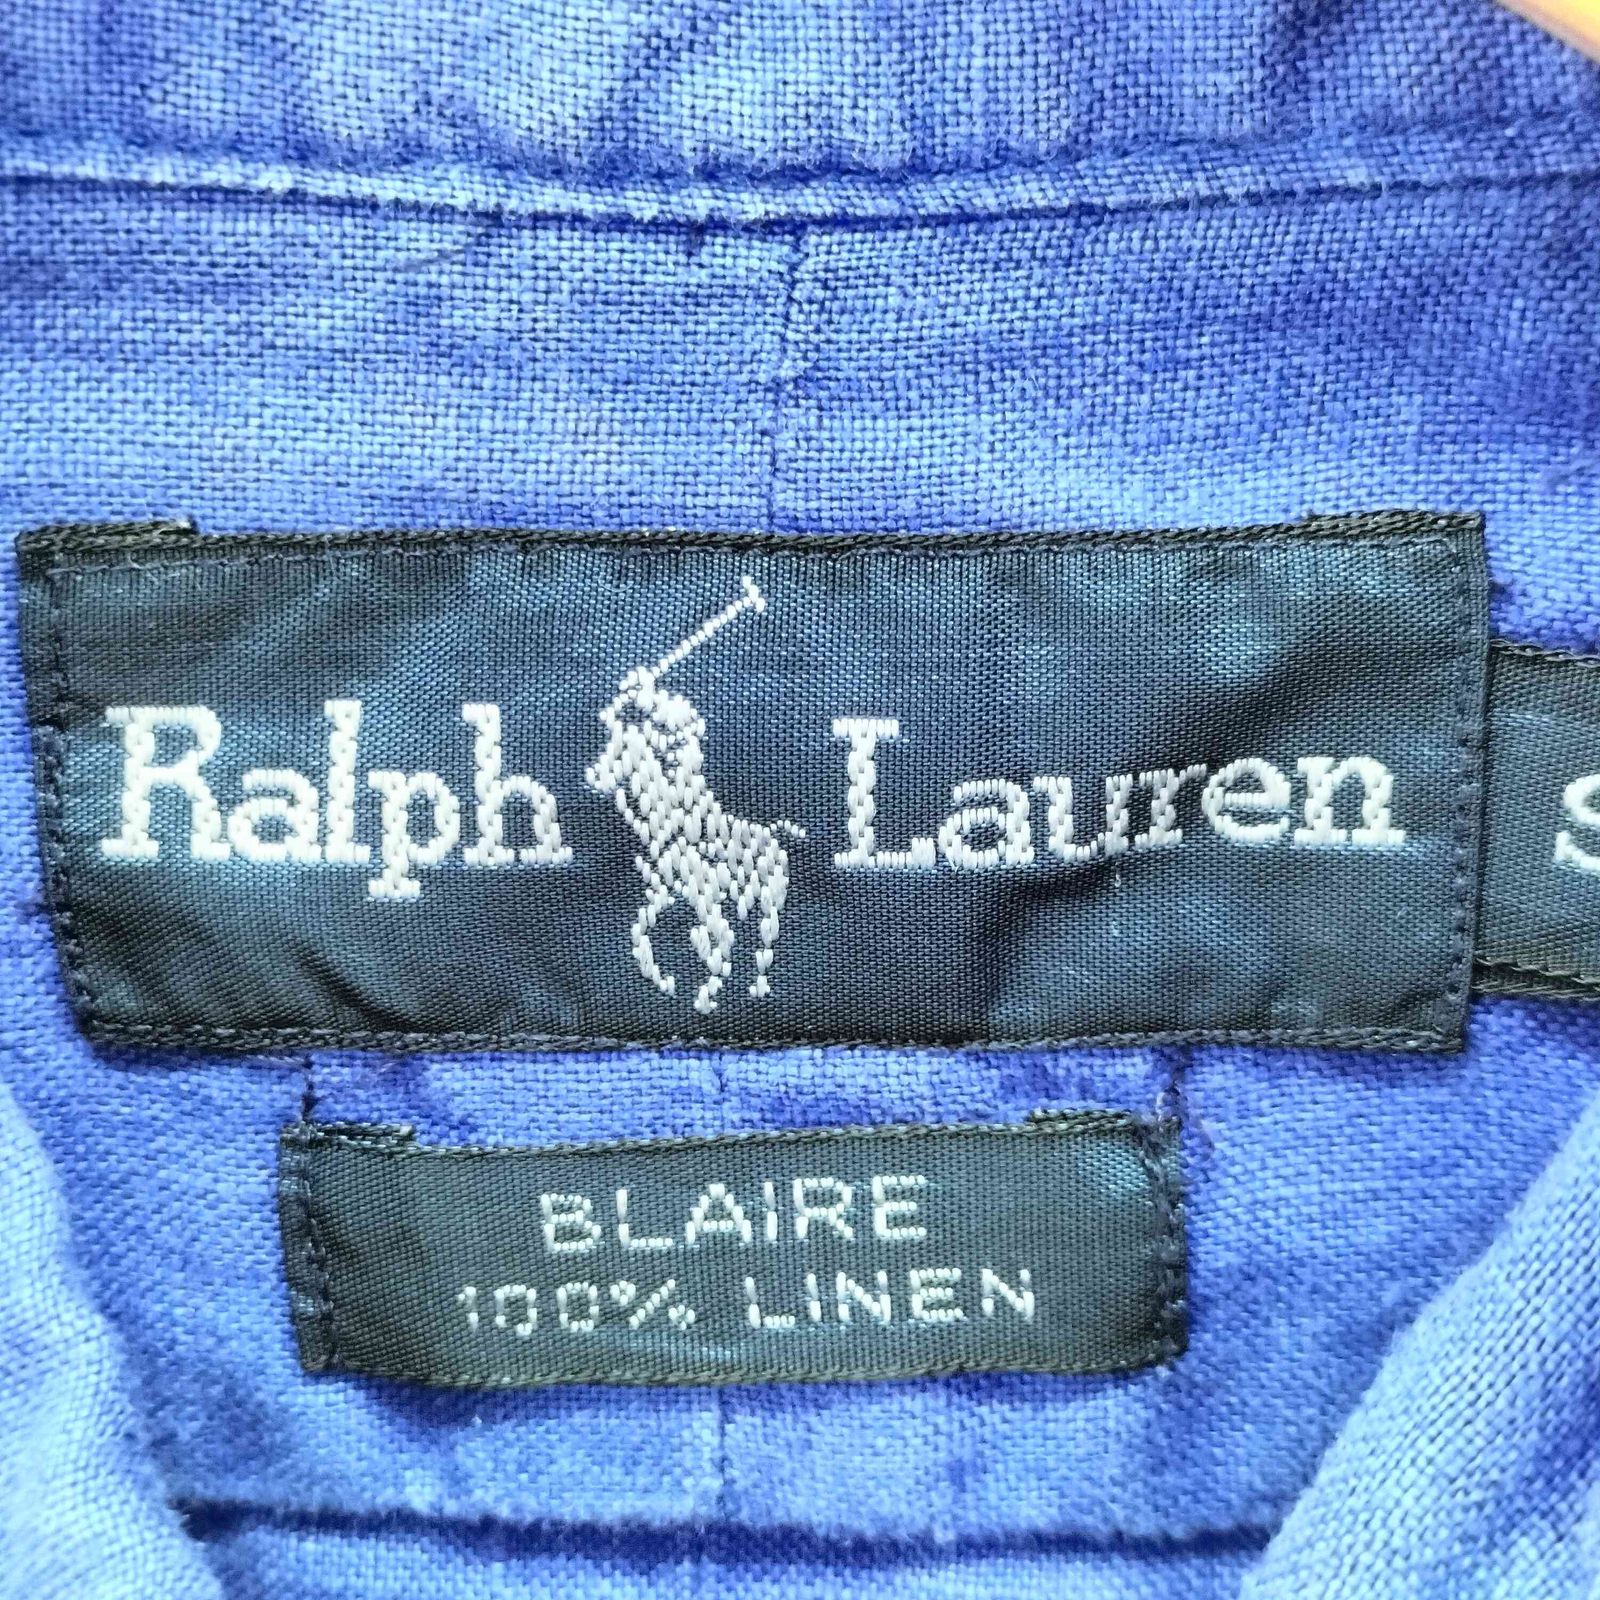 Ralph Lauren
S
BLAIRE
100% LINEN